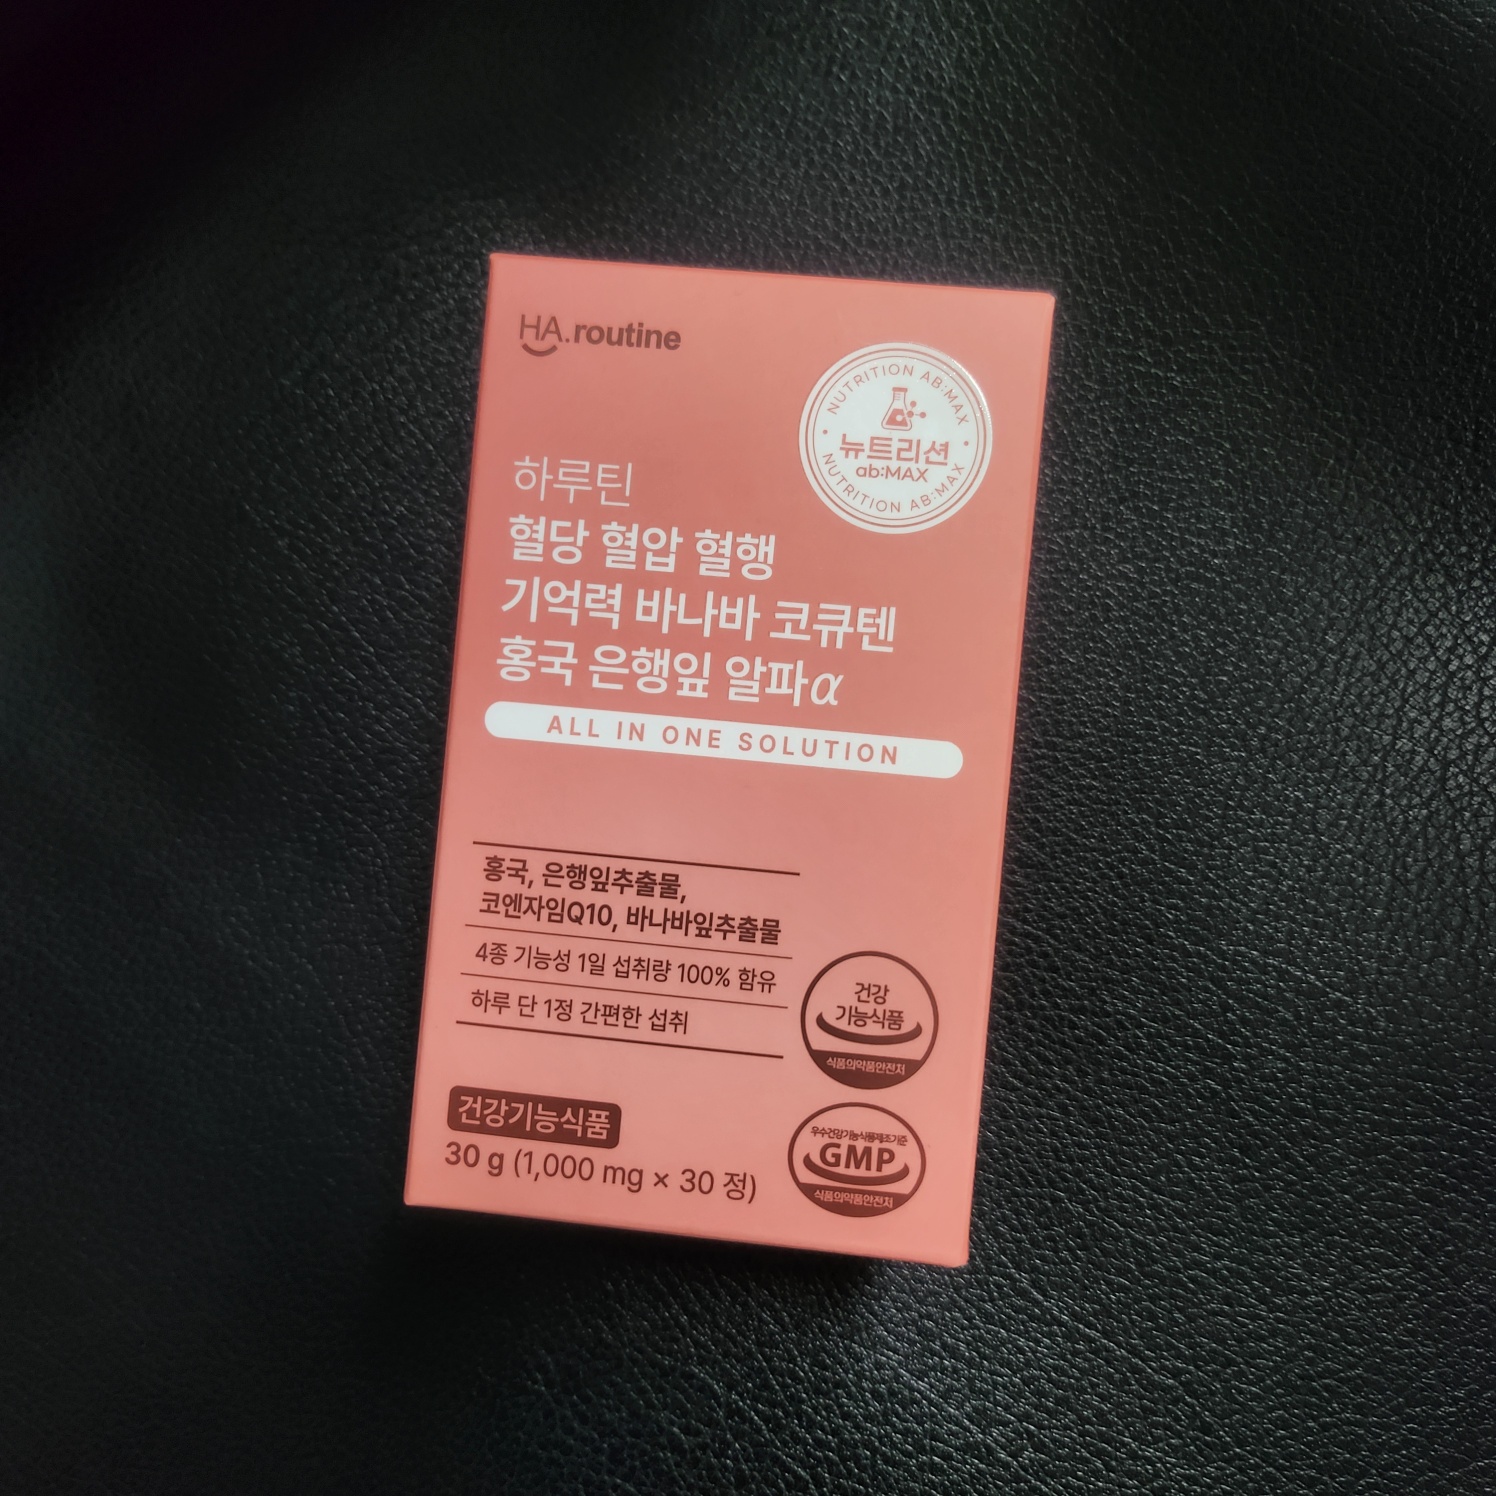 HA.routine
NUTRITION AB:MAX
뉴트리션
ab:MAX
NUTRITION AB:MAX
하루틴
혈당 혈압 혈행
기억력 바나바 코큐텐
홍국 은행잎 알파α
ALL IN ONE SOLUTION
홍국, 은행잎추출물,
코엔자임Q10, 바나바잎추출물
4종 기능성 1일 섭취량 100% 함유
하루 단 1정 간편한 섭취
건강
기능식품
식품의약품안전처
건강기능식품
30 g (1,000 mg × 30 정)
우수건강기능식품제조기준
GMP
식품의약품안전처